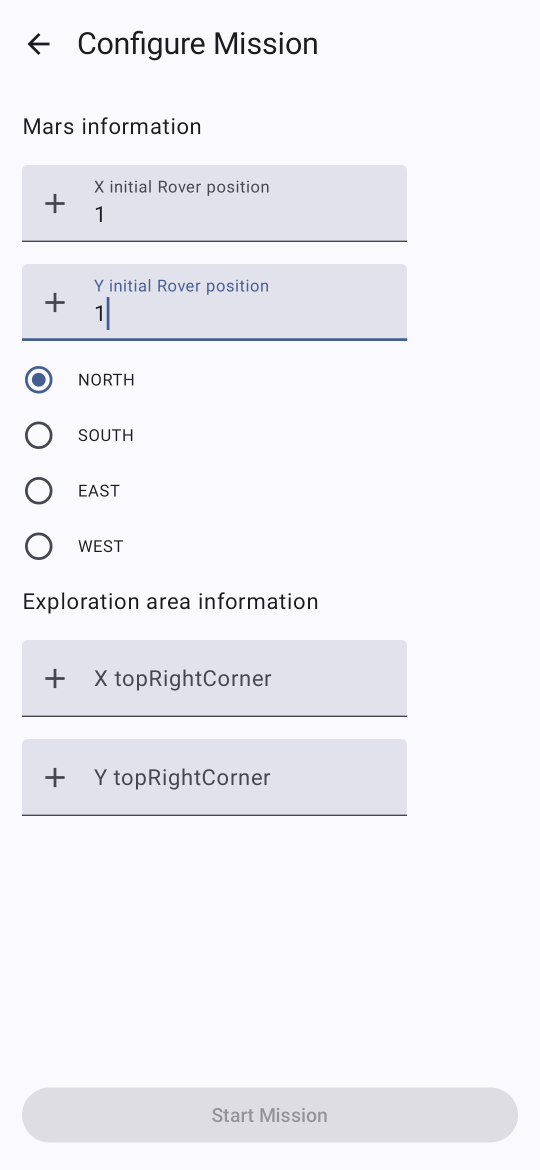 Configure Mission
Mars information
X initial Rover position
1
Y initial Rover position
1
NORTH
SOUTH
EAST
WEST
Exploration area information
X topRightCorner
Y topRightCorner
Start Mission